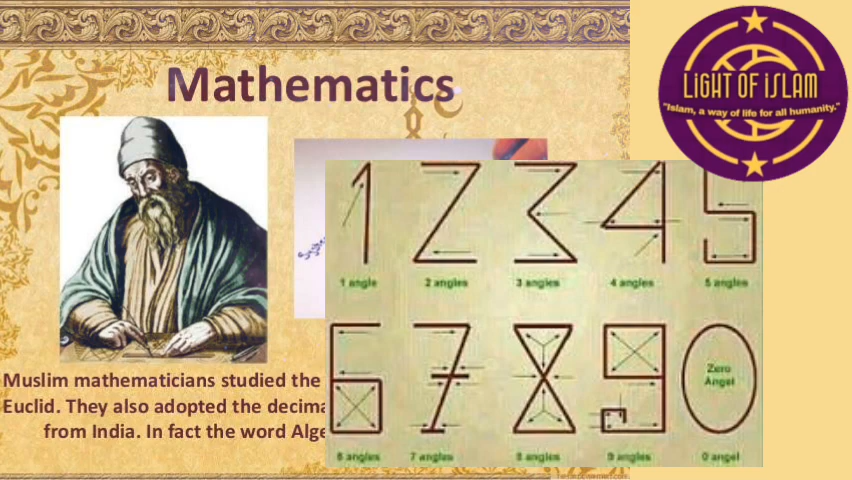 Mathematics
LiGHT OF iSLAM
"Islam, a way of life for all humanity."
1 angle 2 angles 3 angles 4 angles 5 angles
Zero
Angel
6 angles 7 angles 8 angles 9 angles 0 angel
Muslim mathematicians studied the
Euclid. They also adopted the decima
from India. In fact the word Alge